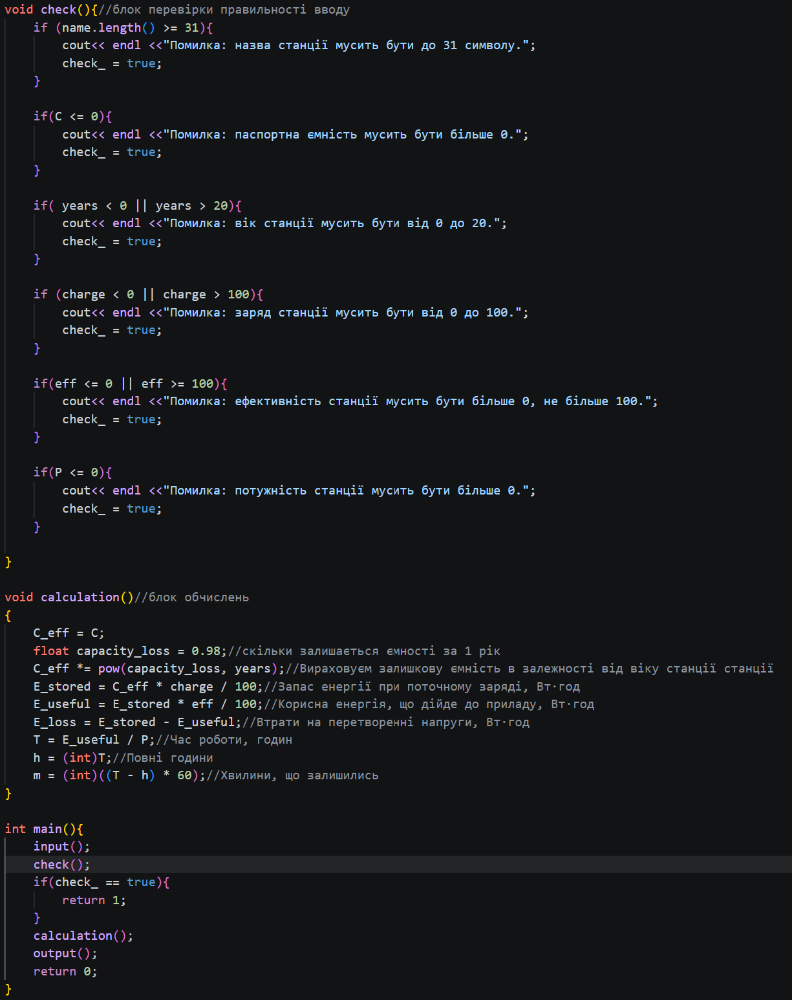 void check(){//блок перевірки правильності вводу
    if (name.length() >= 31){
        cout<< endl <<"Помилка: назва станції мусить бути до 31 символу.";
        check_ = true;
    }

    if(C <= 0){
        cout<< endl <<"Помилка: паспортна ємність мусить бути більше 0.";
        check_ = true;
    }

    if( years < 0 || years > 20){
        cout<< endl <<"Помилка: вік станції мусить бути від 0 до 20.";
        check_ = true;
    }

    if (charge < 0 || charge > 100){
        cout<< endl <<"Помилка: заряд станції мусить бути від 0 до 100.";
        check_ = true;
    }

    if(eff <= 0 || eff >= 100){
        cout<< endl <<"Помилка: ефективність станції мусить бути більше 0, не більше 100.";
        check_ = true;
    }

    if(P <= 0){
        cout<< endl <<"Помилка: потужність станції мусить бути більше 0.";
        check_ = true;
    }

}

void calculation()//блок обчислень
{
    C_eff = C;
    float capacity_loss = 0.98;//скільки залишається ємності за 1 рік
    C_eff *= pow(capacity_loss, years);//Вираховуєм залишкову ємність в залежності від віку станції станції
    E_stored = C_eff * charge / 100;//Запас енергії при поточному заряді, Вт·год
    E_useful = E_stored * eff / 100;//Корисна енергія, що дійде до приладу, Вт·год
    E_loss = E_stored - E_useful;//Втрати на перетворенні напруги, Вт·год
    T = E_useful / P;//Час роботи, годин
    h = (int)T;//Повні години
    m = (int)((T - h) * 60);//Хвилини, що залишились
}

int main(){
    input();
    check();
    if(check_ == true){
        return 1;
    }
    calculation();
    output();
    return 0;
}